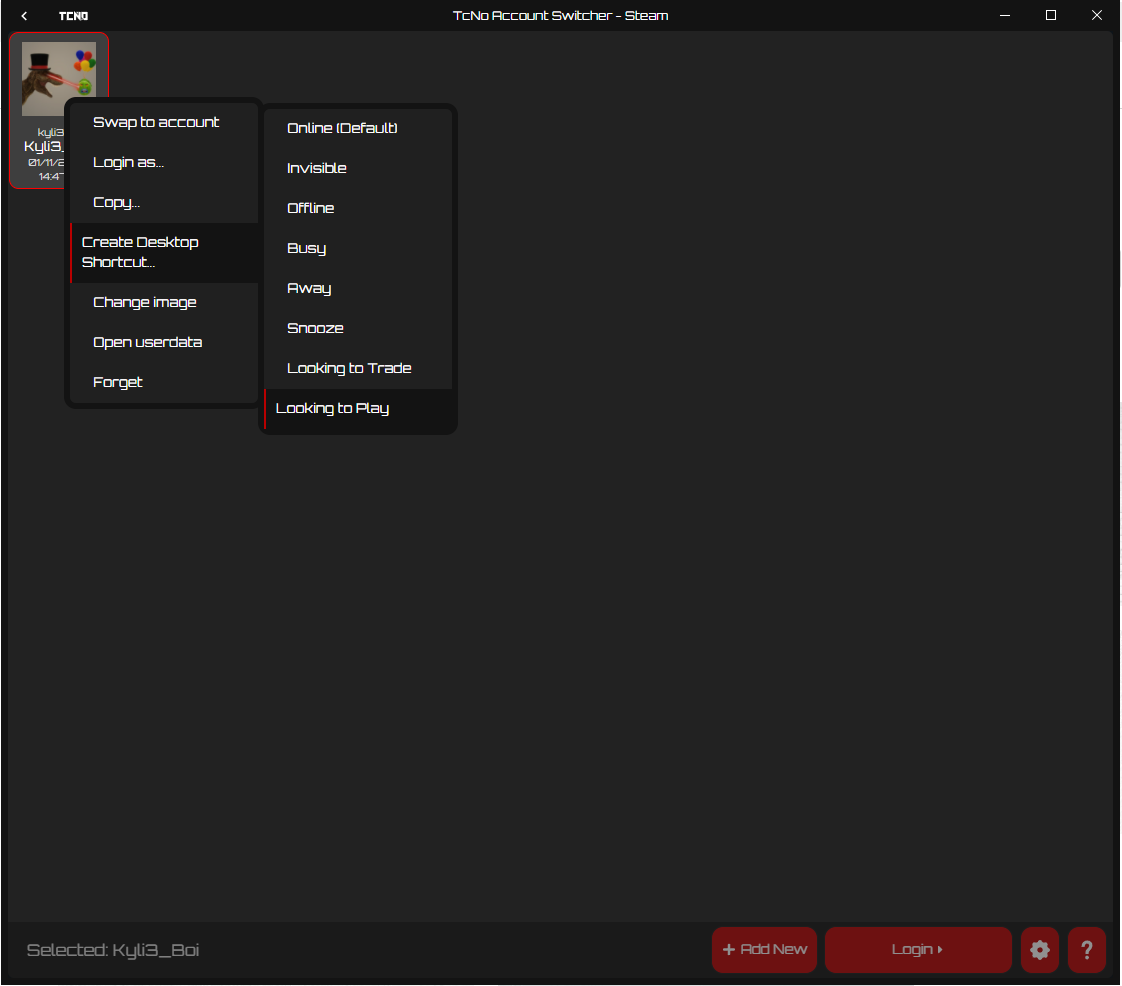 TCNO
TcNo Account Switcher - Steam
kyli3
Kyli3_
01/11/2
14:47
Swap to account
Login as...
Copy...
Create Desktop
Shortcut...
Change image
Open userdata
Forget
Online (Default)
Invisible
Offline
Busy
Away
Snooze
Looking to Trade
Looking to Play
Selected: Kyli3_Boi
+ Add New
Login
?